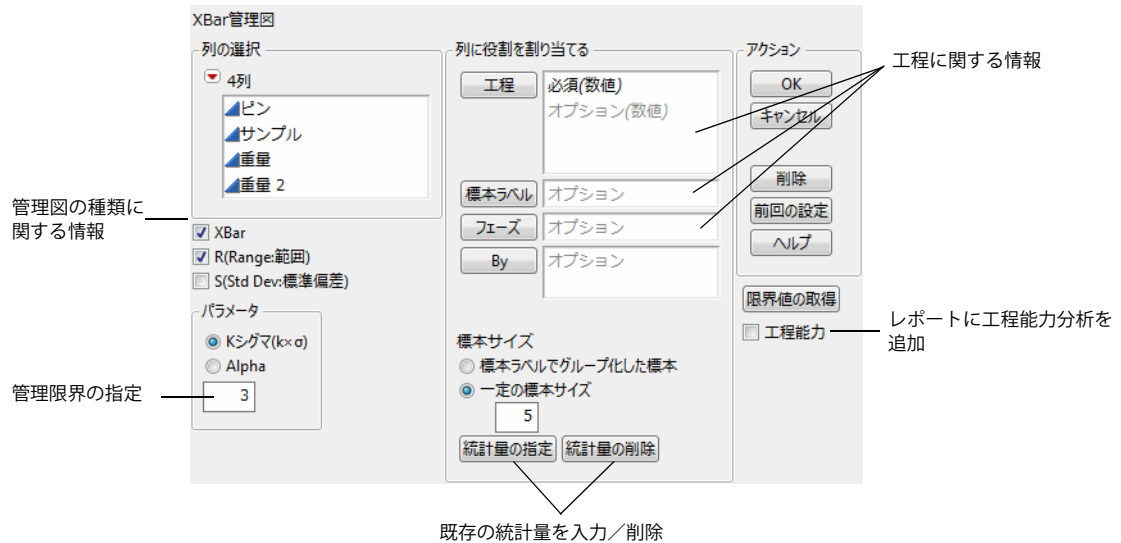 XBar管理図
列の選択
4列
ピン
サンプル
重量
重量 2
管理図の種類に
関する情報
XBar
R(Range:範囲)
S(Std Dev:標準偏差)
パラメータ
Kシグマ(k×σ)
Alpha
3
管理限界の指定
列に役割を割り当てる
工程
必須(数値)
オプション(数値)
標本ラベル
オプション
フェーズ
オプション
By
オプション
標本サイズ
標本ラベルでグループ化した標本
一定の標本サイズ
5
統計量の指定
統計量の削除
既存の統計量を入力／削除
アクション
OK
キャンセル
削除
前回の設定
ヘルプ
限界値の取得
工程能力
工程に関する情報
レポートに工程能力分析を
追加